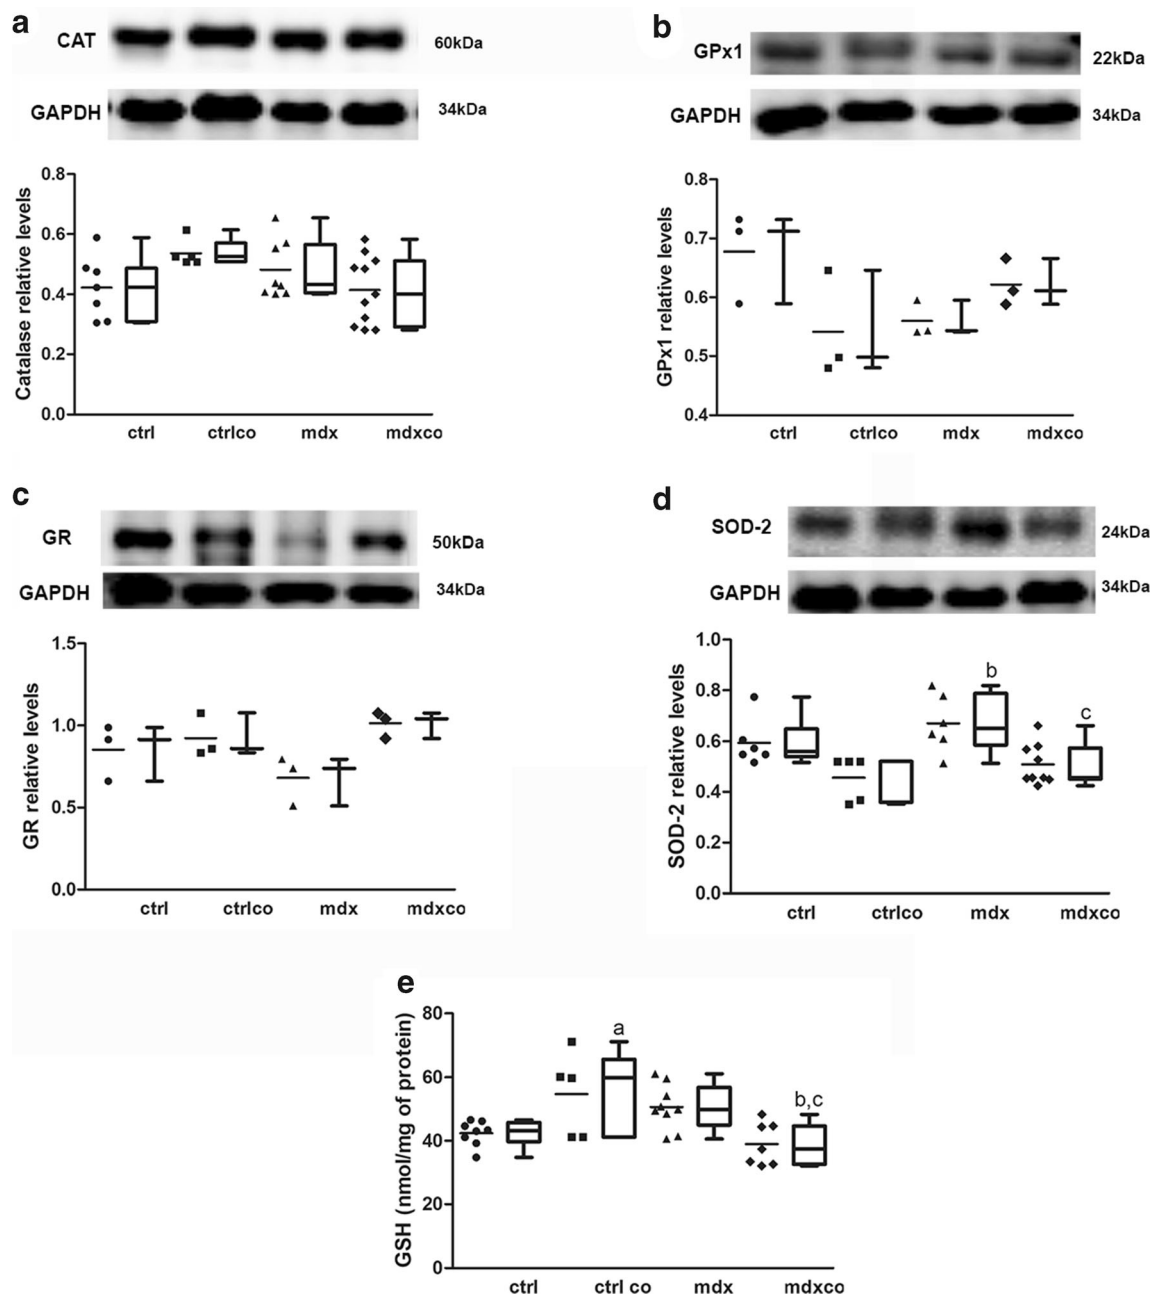 a
CAT
60kDa
GAPDH
34kDa
Catalase relative levels
0.8
0.6
0.4
0.2
0.0
ctrl ctrlco mdx mdxco
b
GPx1
22kDa
GAPDH
34kDa
GPX1 relative levels
0.8
0.7
0.6
0.5
0.4
ctrl ctrlco mdx mdxco
c
GR
50kDa
GAPDH
34kDa
GR relative levels
1.5
1.0
0.5
0.0
ctrl ctrlco mdx mdxco
d
SOD-2
24kDa
GAPDH
34kDa
SOD-2 relative levels
1.0
0.8
0.6
0.4
0.2
0.0
b
c
ctrl ctrlco mdx mdxco
e
GSH (nmol/mg of protein)
80
60
40
20
0
a
b,c
ctrl ctrl co mdx mdxco